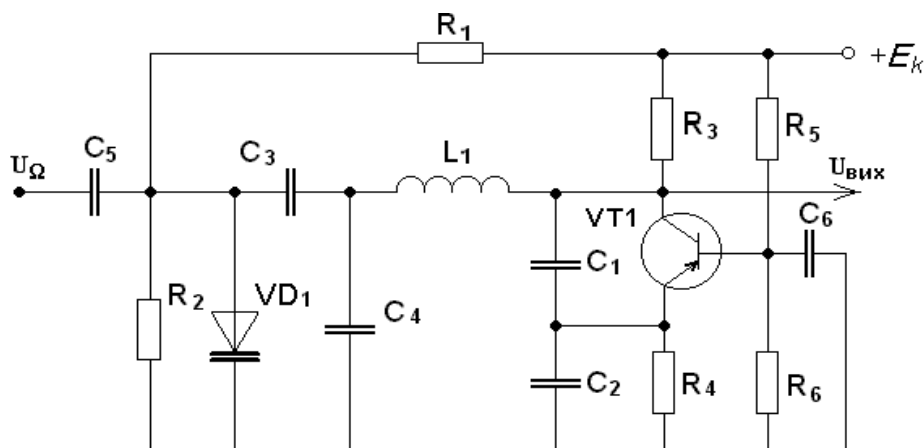 R1
+Ek
R3
R5
UΩ
C5
C3
L1
Uвих
VT1
C6
C1
R2
VD1
C4
C2
R4
R6